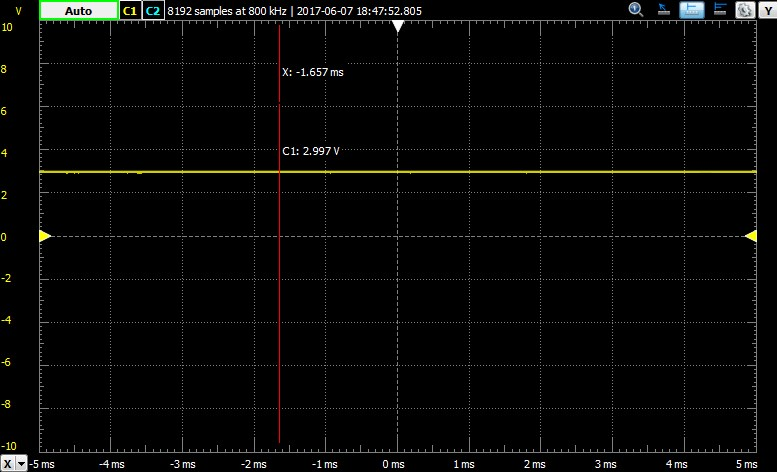 V Auto C1 C2 8192 samples at 800 kHz | 2017-06-07 18:47:52.805 Y
10
X: -1.657 ms
8
6
C1: 2.997 V
4
2
0
-2
-4
-6
-8
-10
X -5 ms -4 ms -3 ms -2 ms -1 ms 0 ms 1 ms 2 ms 3 ms 4 ms 5 ms